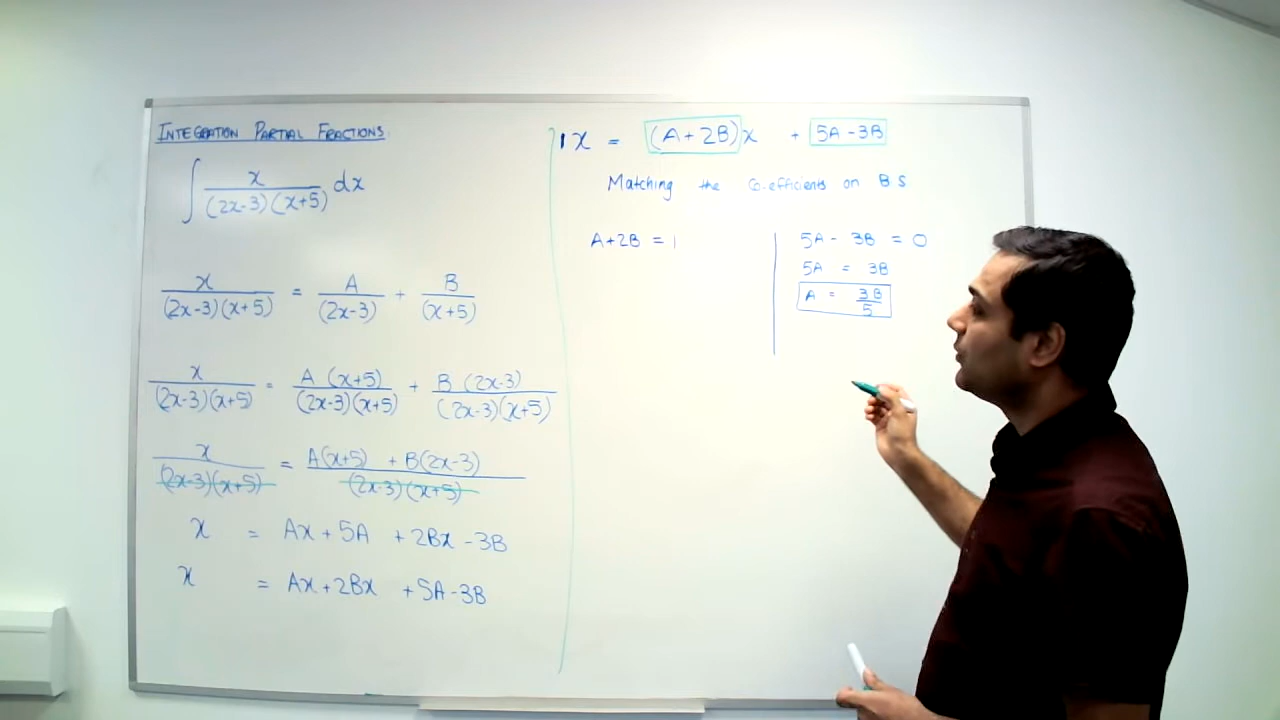 INTEGRATION PARTIAL FRACTIONS.
∫ x/((2x-3)(x+5)) dx
x/((2x-3)(x+5)) = A/(2x-3) + B/(x+5)
x/((2x-3)(x+5)) = A(x+5)/((2x-3)(x+5)) + B(2x-3)/((2x-3)(x+5))
x/((2x-3)(x+5)) = (A(x+5) + B(2x-3))/((2x-3)(x+5))
x = Ax + 5A + 2Bx - 3B
x = Ax + 2Bx + 5A - 3B
1x = (A + 2B)x + 5A - 3B
Matching the Co-efficients on BS
A + 2B = 1
5A - 3B = 0
5A = 3B
A = 3B/5